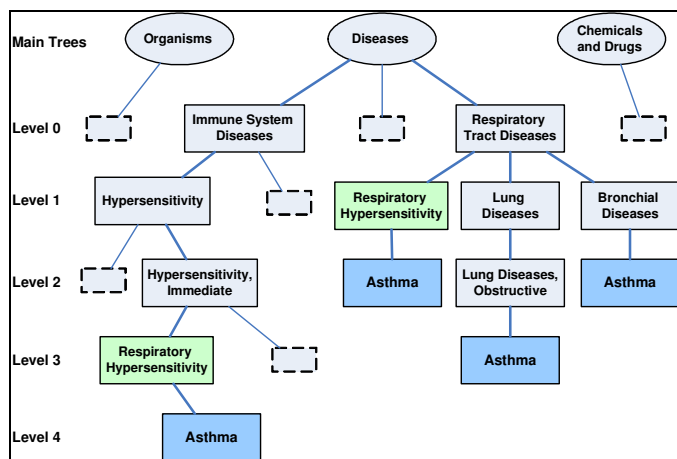 Main Trees
Organisms
Diseases
Chemicals
and Drugs
Level 0
Immune System
Diseases
Respiratory
Tract Diseases
Level 1
Hypersensitivity
Respiratory
Hypersensitivity
Lung
Diseases
Bronchial
Diseases
Level 2
Hypersensitivity,
Immediate
Asthma
Lung Diseases,
Obstructive
Asthma
Level 3
Respiratory
Hypersensitivity
Asthma
Level 4
Asthma